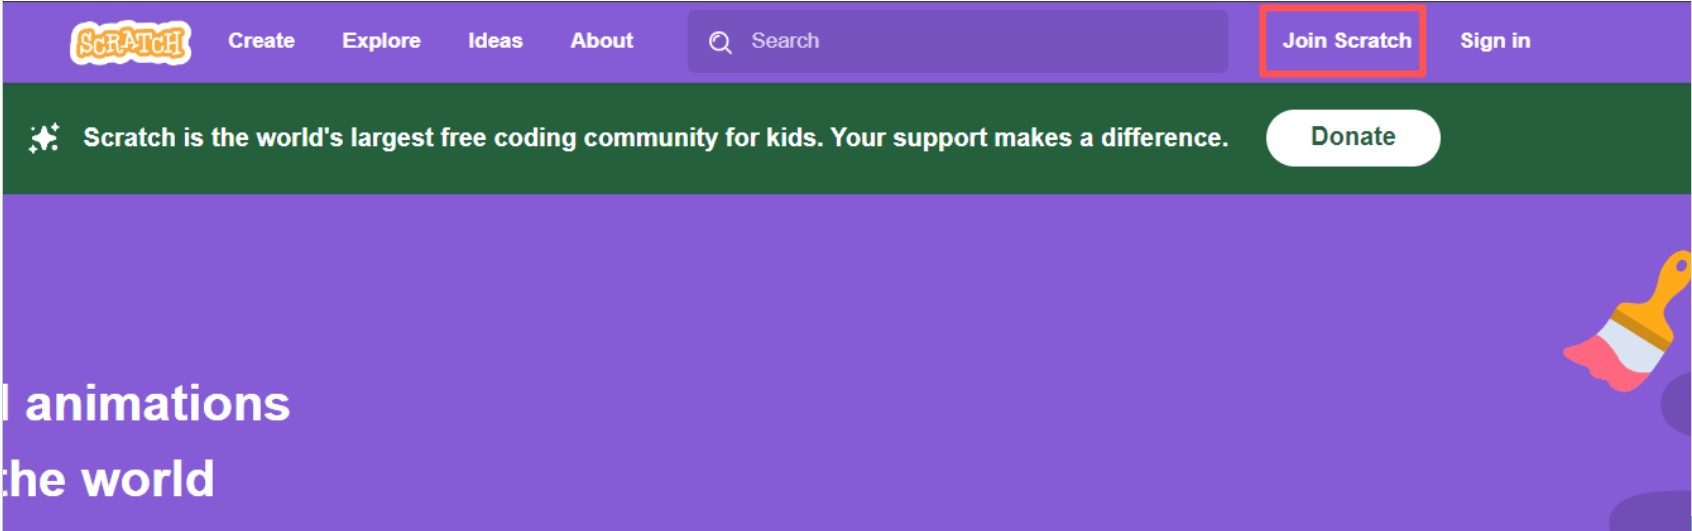 SCRATCH Create Explore Ideas About Search Join Scratch Sign in
Scratch is the world's largest free coding community for kids. Your support makes a difference. Donate
animations
the world